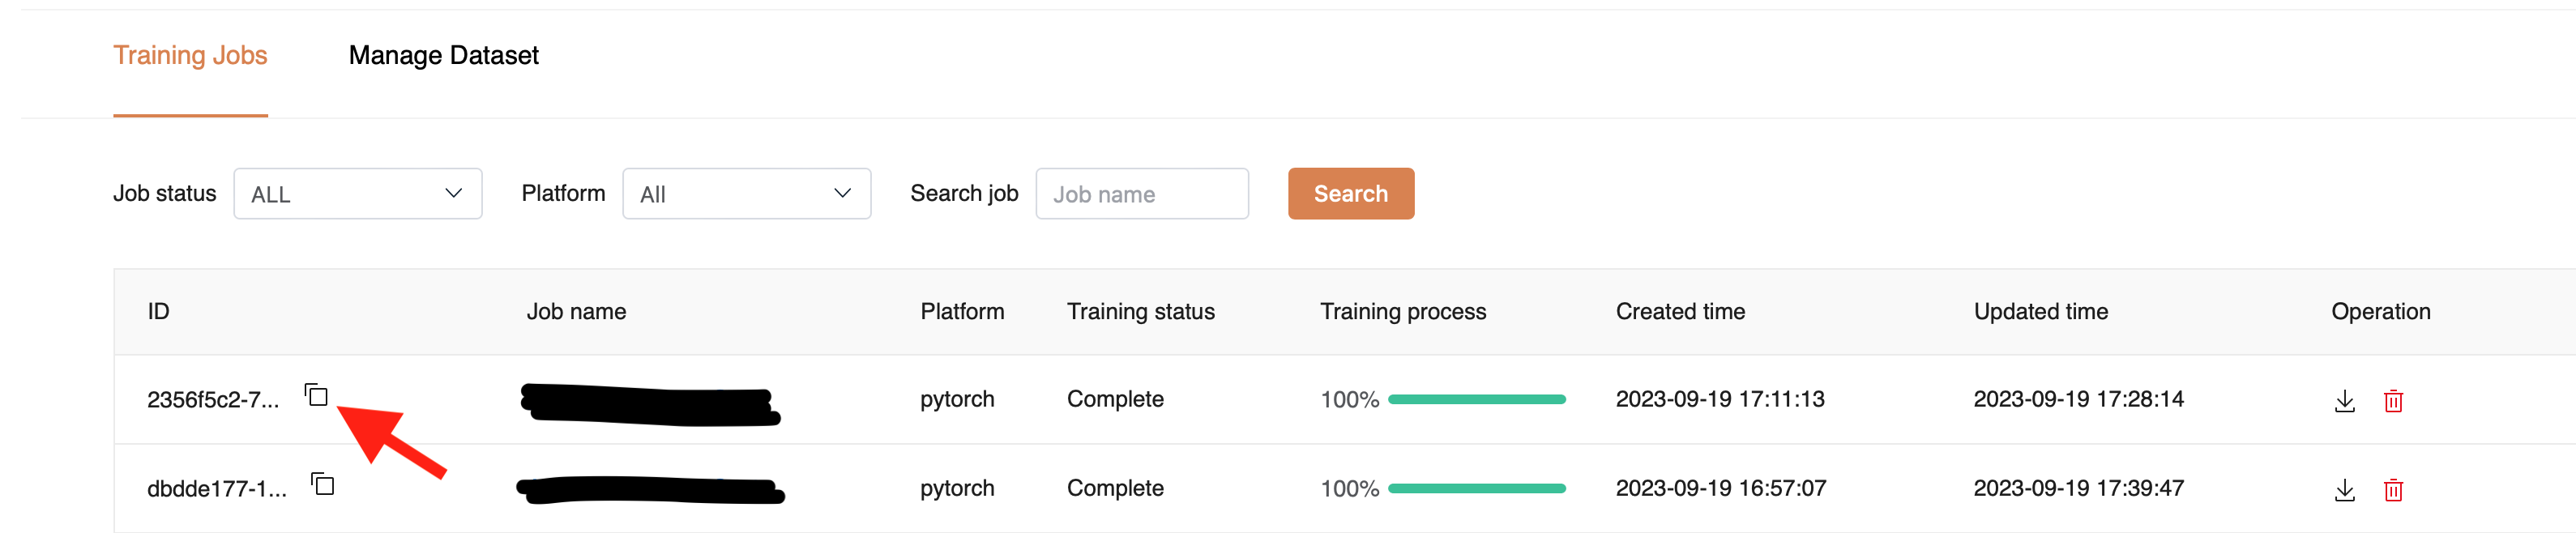 Training Jobs Manage Dataset
Job status ALL Platform All Search job Job name Search
ID Job name Platform Training status Training process Created time Updated time Operation
2356f5c2-7... pytorch Complete 100% 2023-09-19 17:11:13 2023-09-19 17:28:14
dbdde177-1... pytorch Complete 100% 2023-09-19 16:57:07 2023-09-19 17:39:47